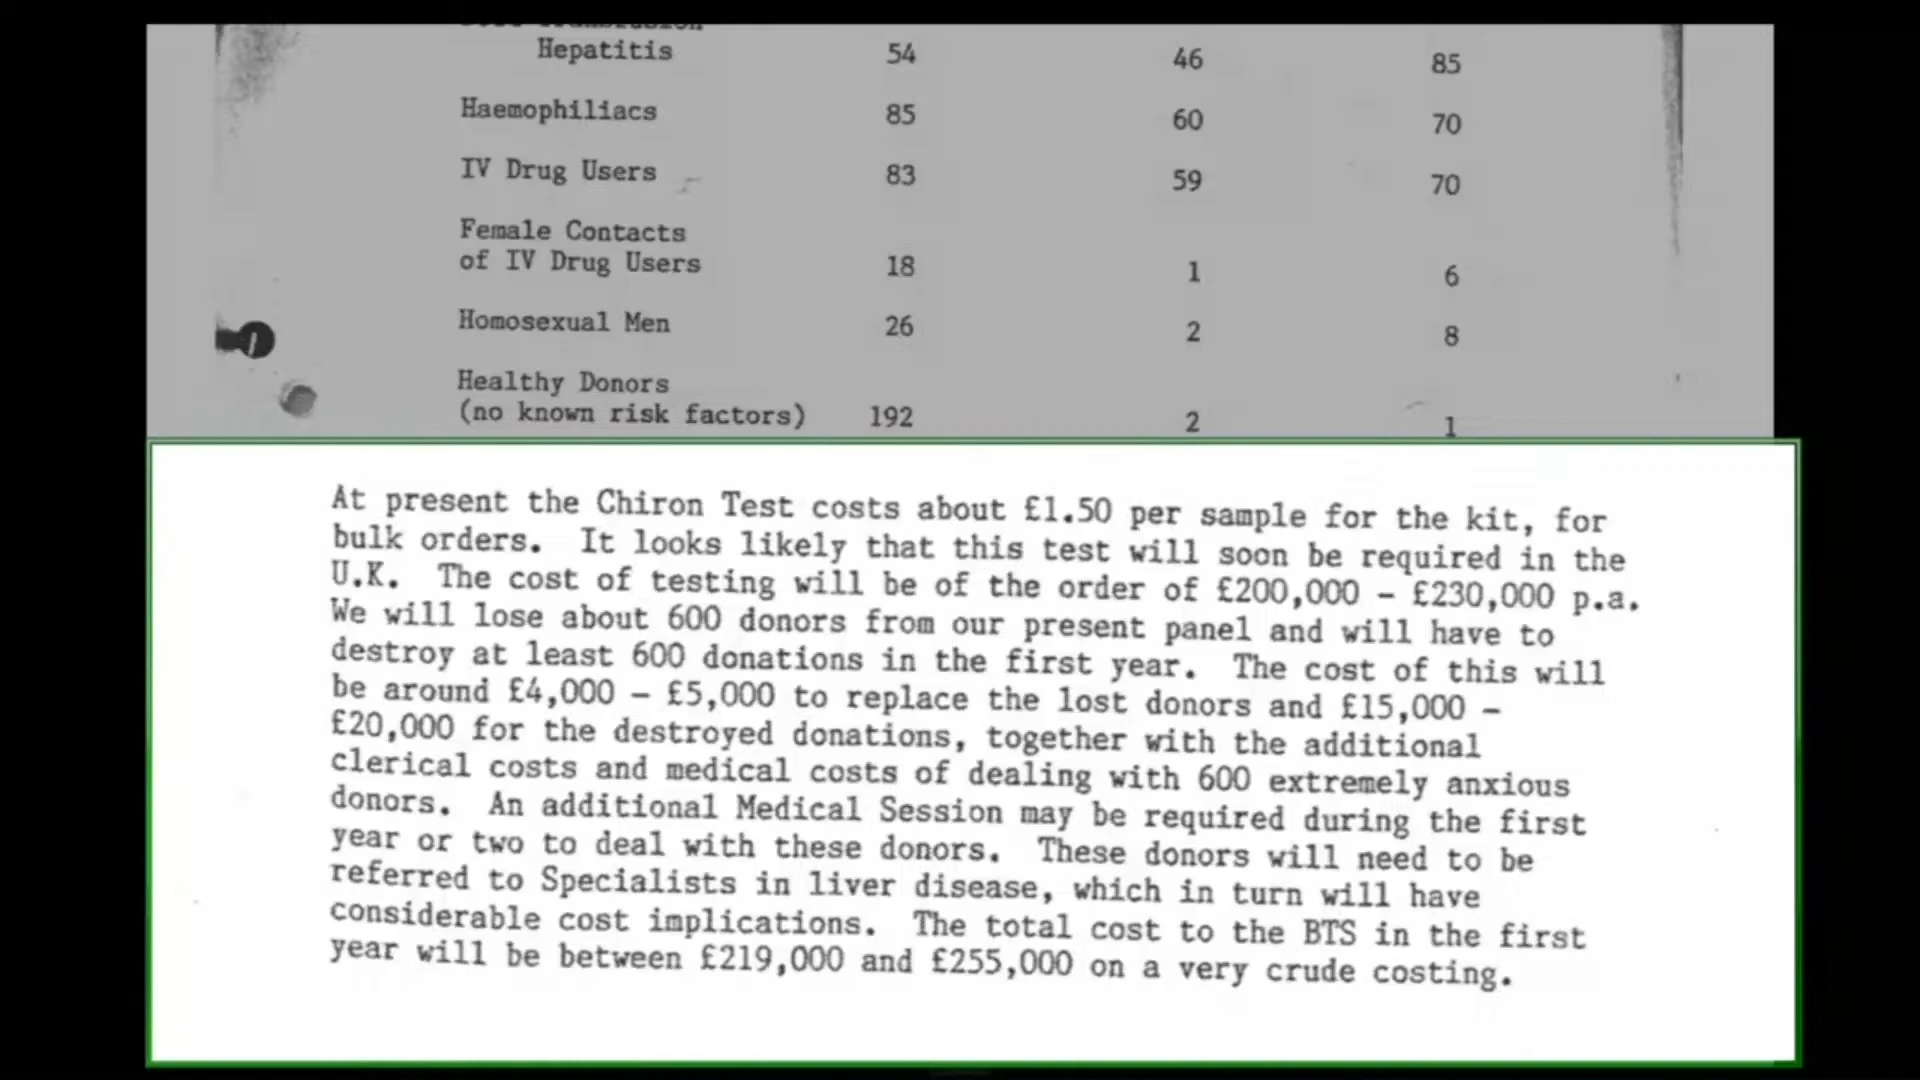 Hepatitis 54 46 85
Haemophiliacs 85 60 70
IV Drug Users 83 59 70
Female Contacts
of IV Drug Users 18 1 6
Homosexual Men 26 2 8
Healthy Donors
(no known risk factors) 192 2 1
At present the Chiron Test costs about £1.50 per sample for the kit, for
bulk orders. It looks likely that this test will soon be required in the
U.K. The cost of testing will be of the order of £200,000 - £230,000 p.a.
We will lose about 600 donors from our present panel and will have to
destroy at least 600 donations in the first year. The cost of this will
be around £4,000 - £5,000 to replace the lost donors and £15,000 -
£20,000 for the destroyed donations, together with the additional
clerical costs and medical costs of dealing with 600 extremely anxious
donors. An additional Medical Session may be required during the first
year or two to deal with these donors. These donors will need to be
referred to Specialists in liver disease, which in turn will have
considerable cost implications. The total cost to the BTS in the first
year will be between £219,000 and £255,000 on a very crude costing.